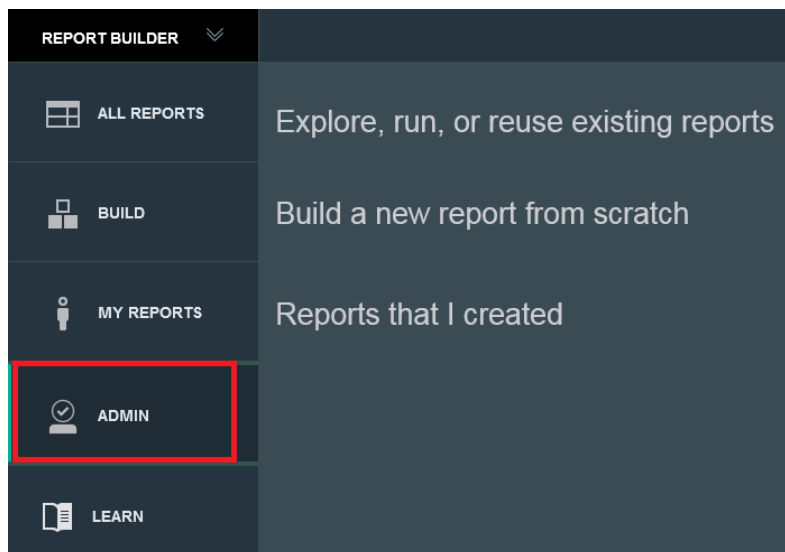 REPORT BUILDER
ALL REPORTS
Explore, run, or reuse existing reports
BUILD
Build a new report from scratch
MY REPORTS
Reports that I created
ADMIN
LEARN